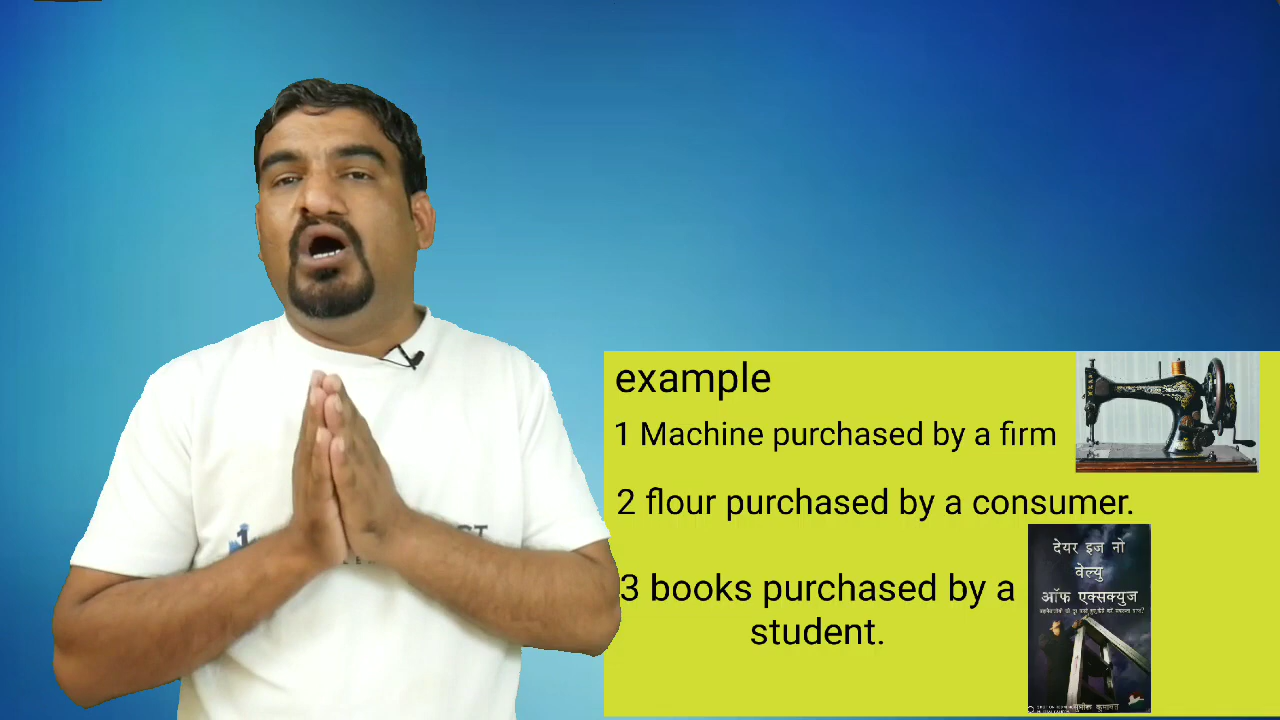 example
1 Machine purchased by a firm
2 flour purchased by a consumer.
3 books purchased by a
student.
देयर इज नो
वेल्यु
ऑफ एक्सक्युज